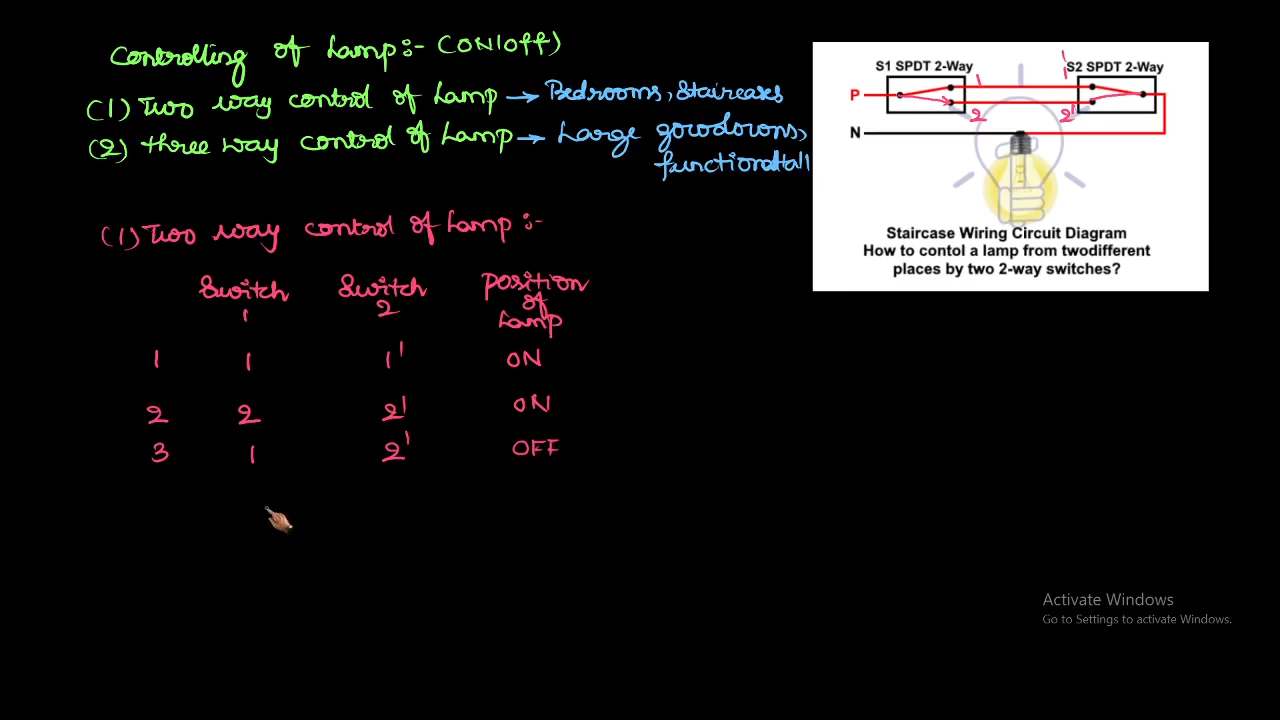 Controlling of Lamp:- (ON/OFF)
(1) Two way control of Lamp → Bedrooms, Staircases
(2) three way control of Lamp → Large gorodorons,
functional hall
(1) Two way control of Lamp :-
Switch 1 Switch 2 Position of Lamp
1 1 1' ON
2 2 2' ON
3 1 2' OFF
S1 SPDT 2-Way S2 SPDT 2-Way
P 1 1'
2 2'
N
Staircase Wiring Circuit Diagram
How to contol a lamp from twodifferent
places by two 2-way switches?
Activate Windows
Go to Settings to activate Windows.